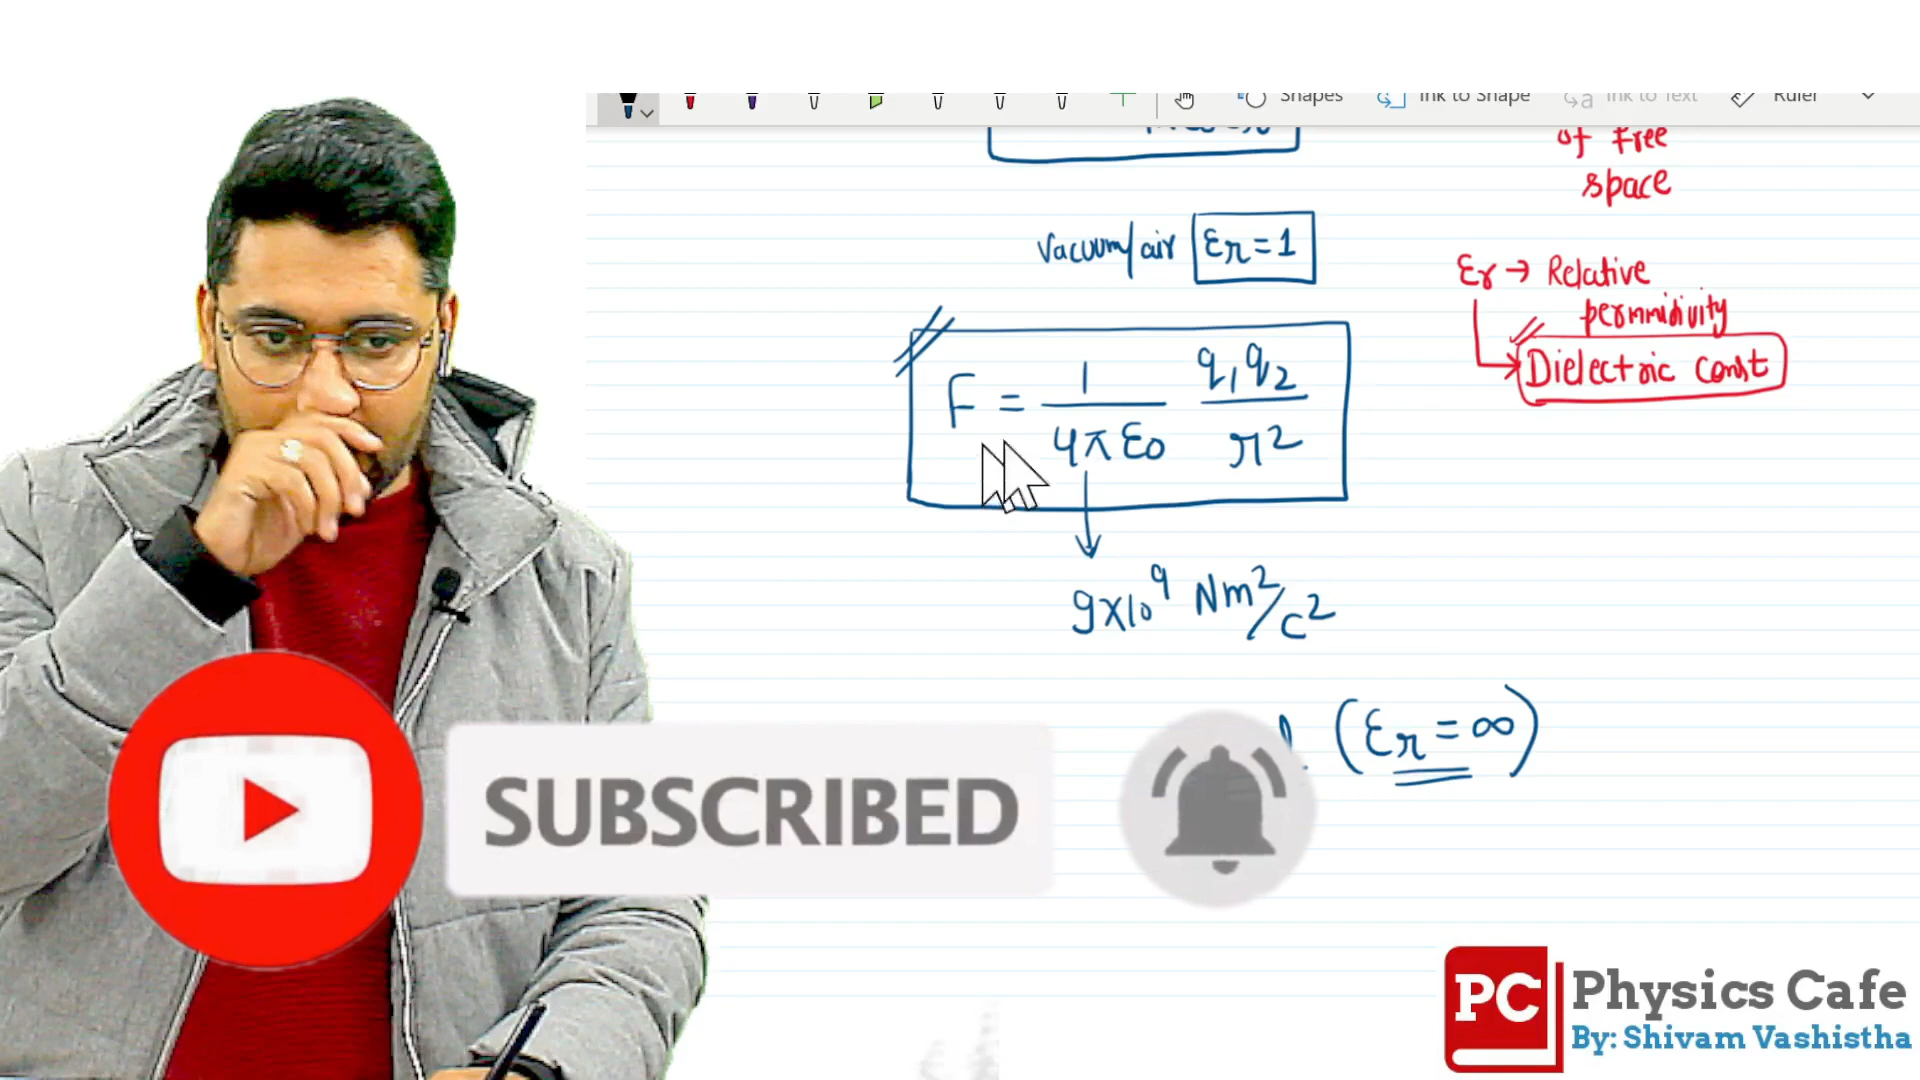 Shapes Ink to Shape Ink to Text Ruler
of Free
space
vacuum/air εr = 1
εr → Relative
permmidivity
Dielectric const
F = 1/4πε0 q1q2/r²
9×10⁹ Nm²/C²
(εr = ∞)
SUBSCRIBED
PC Physics Cafe
By: Shivam Vashistha